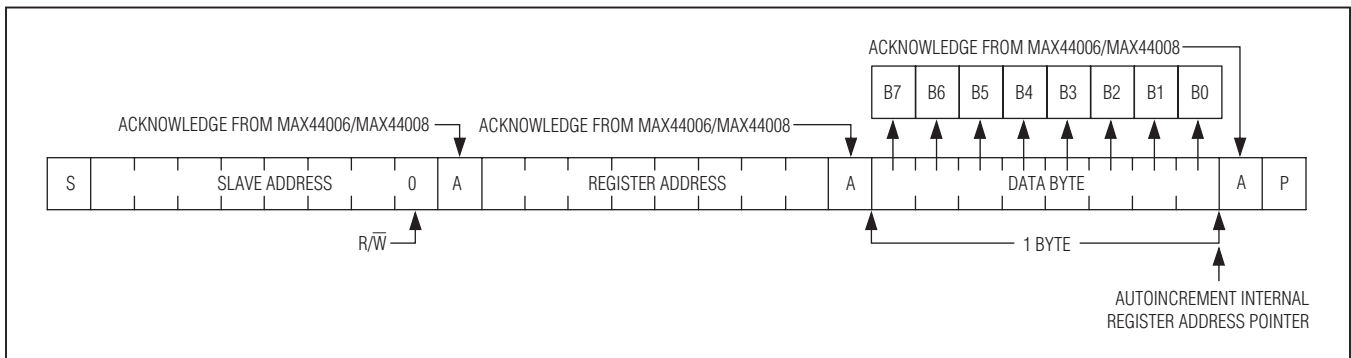 ACKNOWLEDGE FROM MAX44006/MAX44008
B7 B6 B5 B4 B3 B2 B1 B0
ACKNOWLEDGE FROM MAX44006/MAX44008 ACKNOWLEDGE FROM MAX44006/MAX44008
S SLAVE ADDRESS 0 A REGISTER ADDRESS A DATA BYTE A P
R/W̅ 1 BYTE
AUTOINCREMENT INTERNAL
REGISTER ADDRESS POINTER